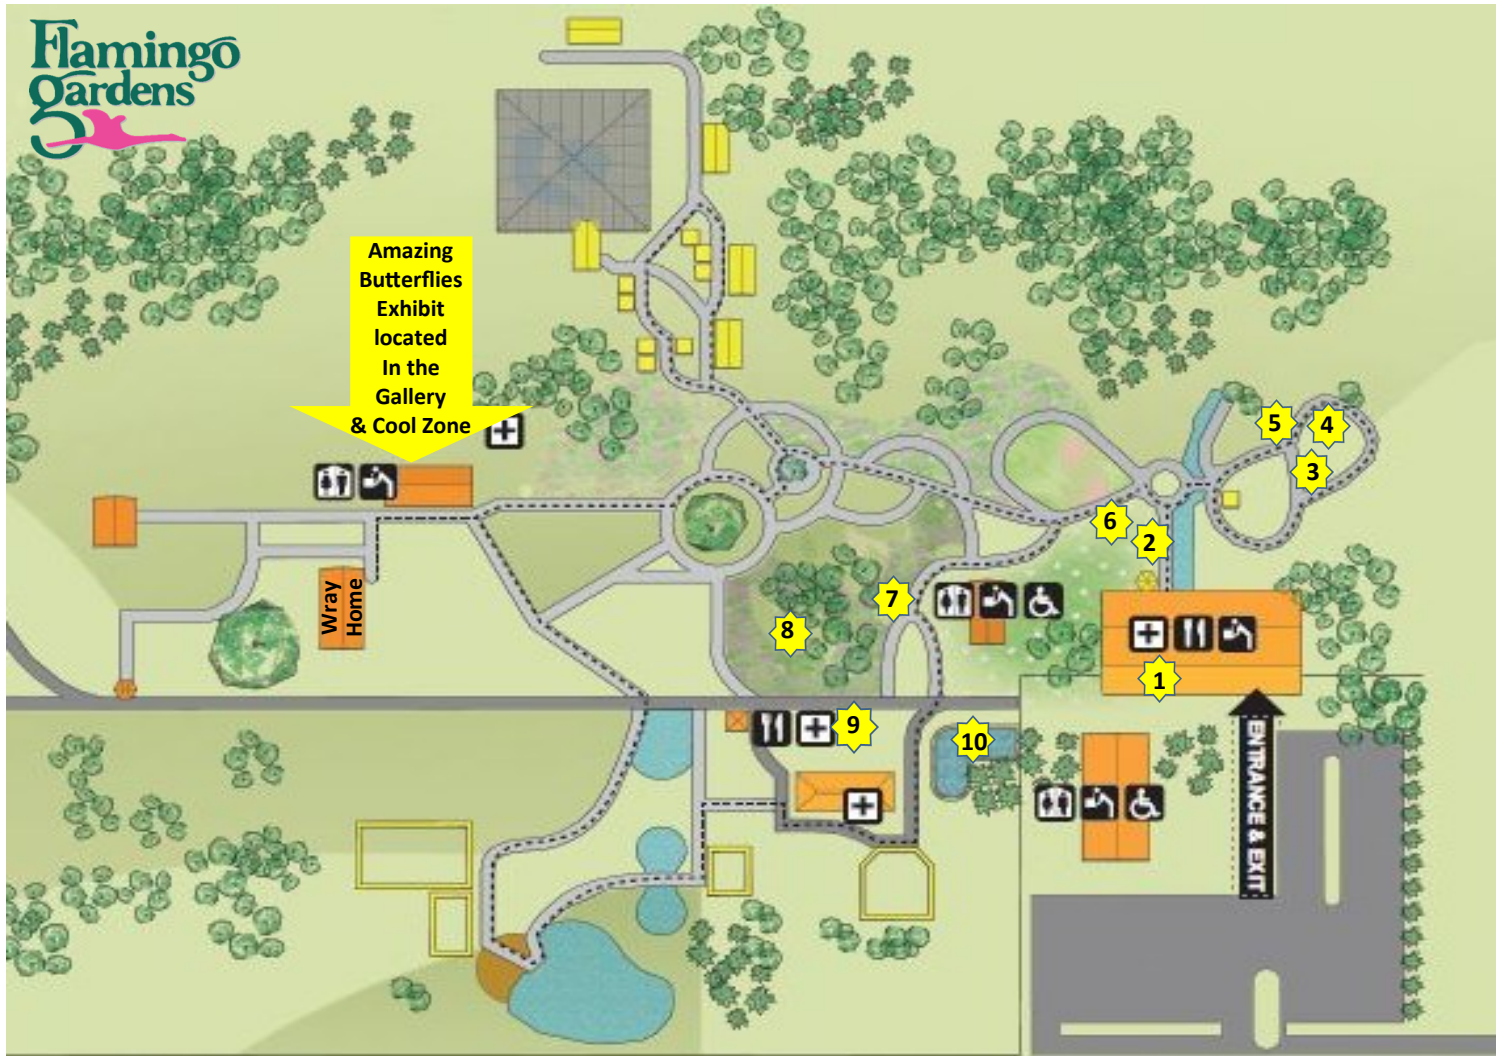 Flamingo
gardens
Amazing
Butterflies
Exhibit
located
In the
Gallery
& Cool Zone
5
4
3
6
2
Wray
Home
7
8
1
9
10
ENTRANCE & EXIT